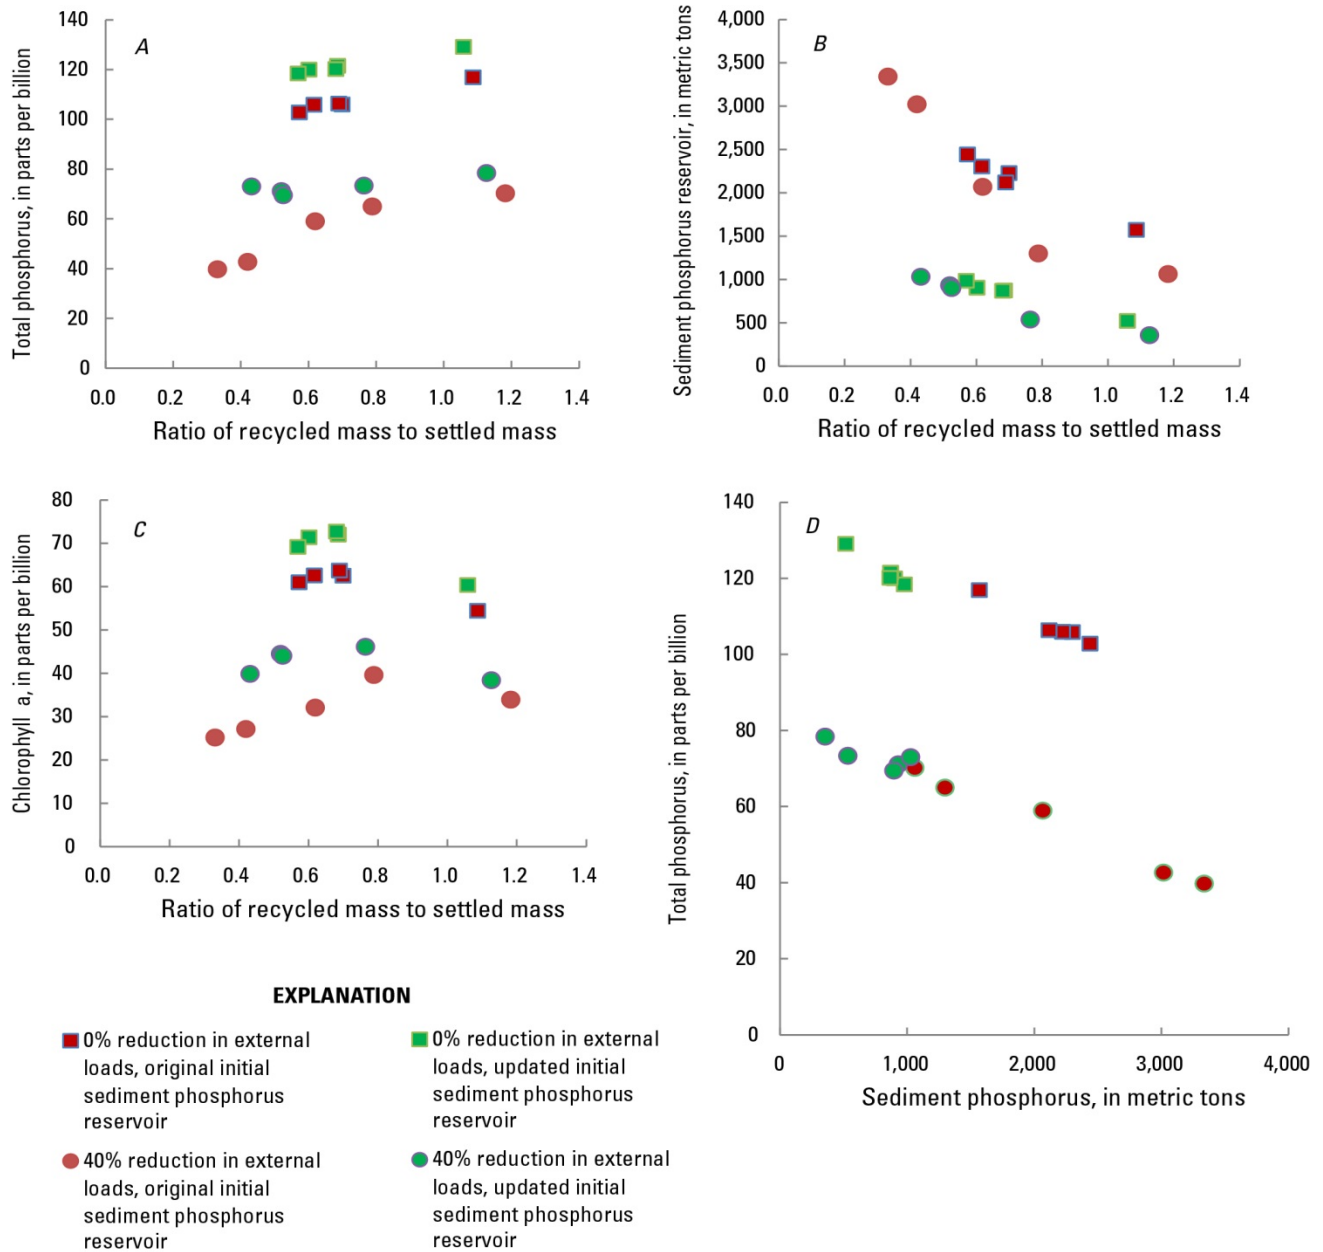 A
Total phosphorus, in parts per billion
140
120
100
80
60
40
20
0
0.0 0.2 0.4 0.6 0.8 1.0 1.2 1.4
Ratio of recycled mass to settled mass
B
Sediment phosphorus reservoir, in metric tons
4,000
3,500
3,000
2,500
2,000
1,500
1,000
500
0
0.0 0.2 0.4 0.6 0.8 1.0 1.2 1.4
Ratio of recycled mass to settled mass
C
Chlorophyll a, in parts per billion
80
70
60
50
40
30
20
10
0
0.0 0.2 0.4 0.6 0.8 1.0 1.2 1.4
Ratio of recycled mass to settled mass
D
Total phosphorus, in parts per billion
140
120
100
80
60
40
20
0
0 1,000 2,000 3,000 4,000
Sediment phosphorus, in metric tons
EXPLANATION
0% reduction in external
loads, original initial
sediment phosphorus
reservoir
40% reduction in external
loads, original initial
sediment phosphorus
reservoir
0% reduction in external
loads, updated initial
sediment phosphorus
reservoir
40% reduction in external
loads, updated initial
sediment phosphorus
reservoir